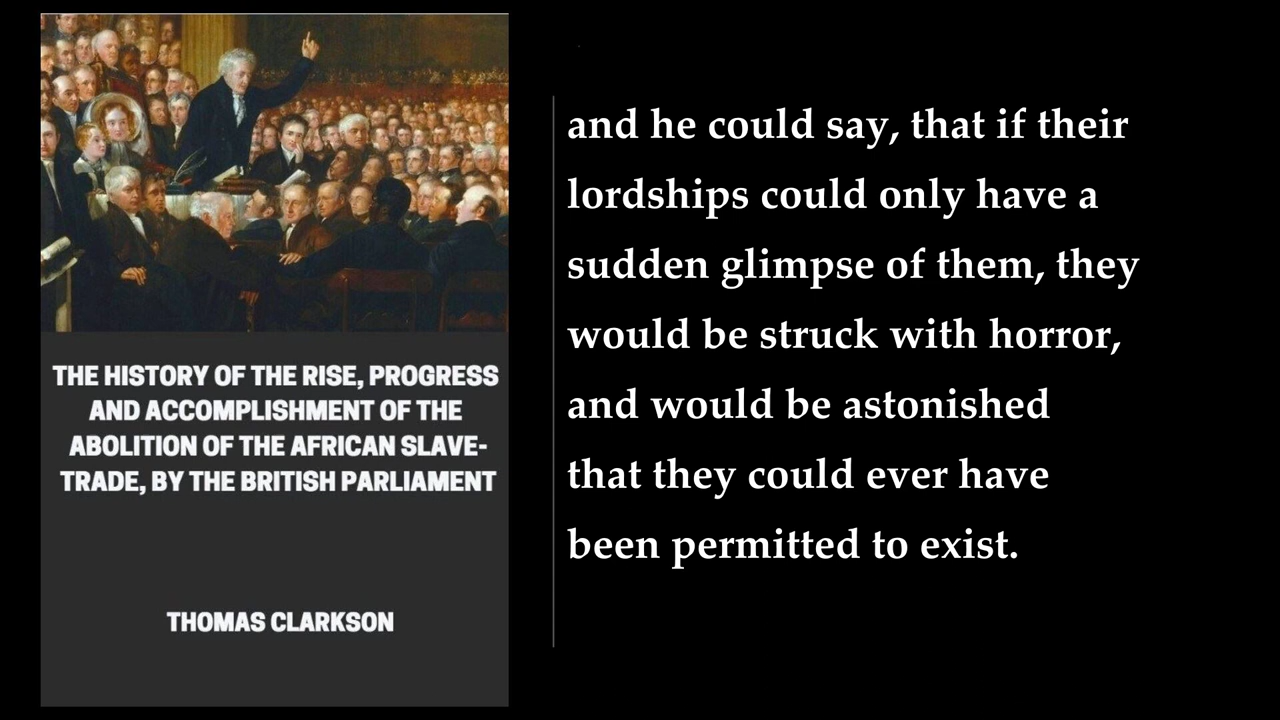 THE HISTORY OF THE RISE, PROGRESS
AND ACCOMPLISHMENT OF THE
ABOLITION OF THE AFRICAN SLAVE-
TRADE, BY THE BRITISH PARLIAMENT
THOMAS CLARKSON
and he could say, that if their
lordships could only have a
sudden glimpse of them, they
would be struck with horror,
and would be astonished
that they could ever have
been permitted to exist.